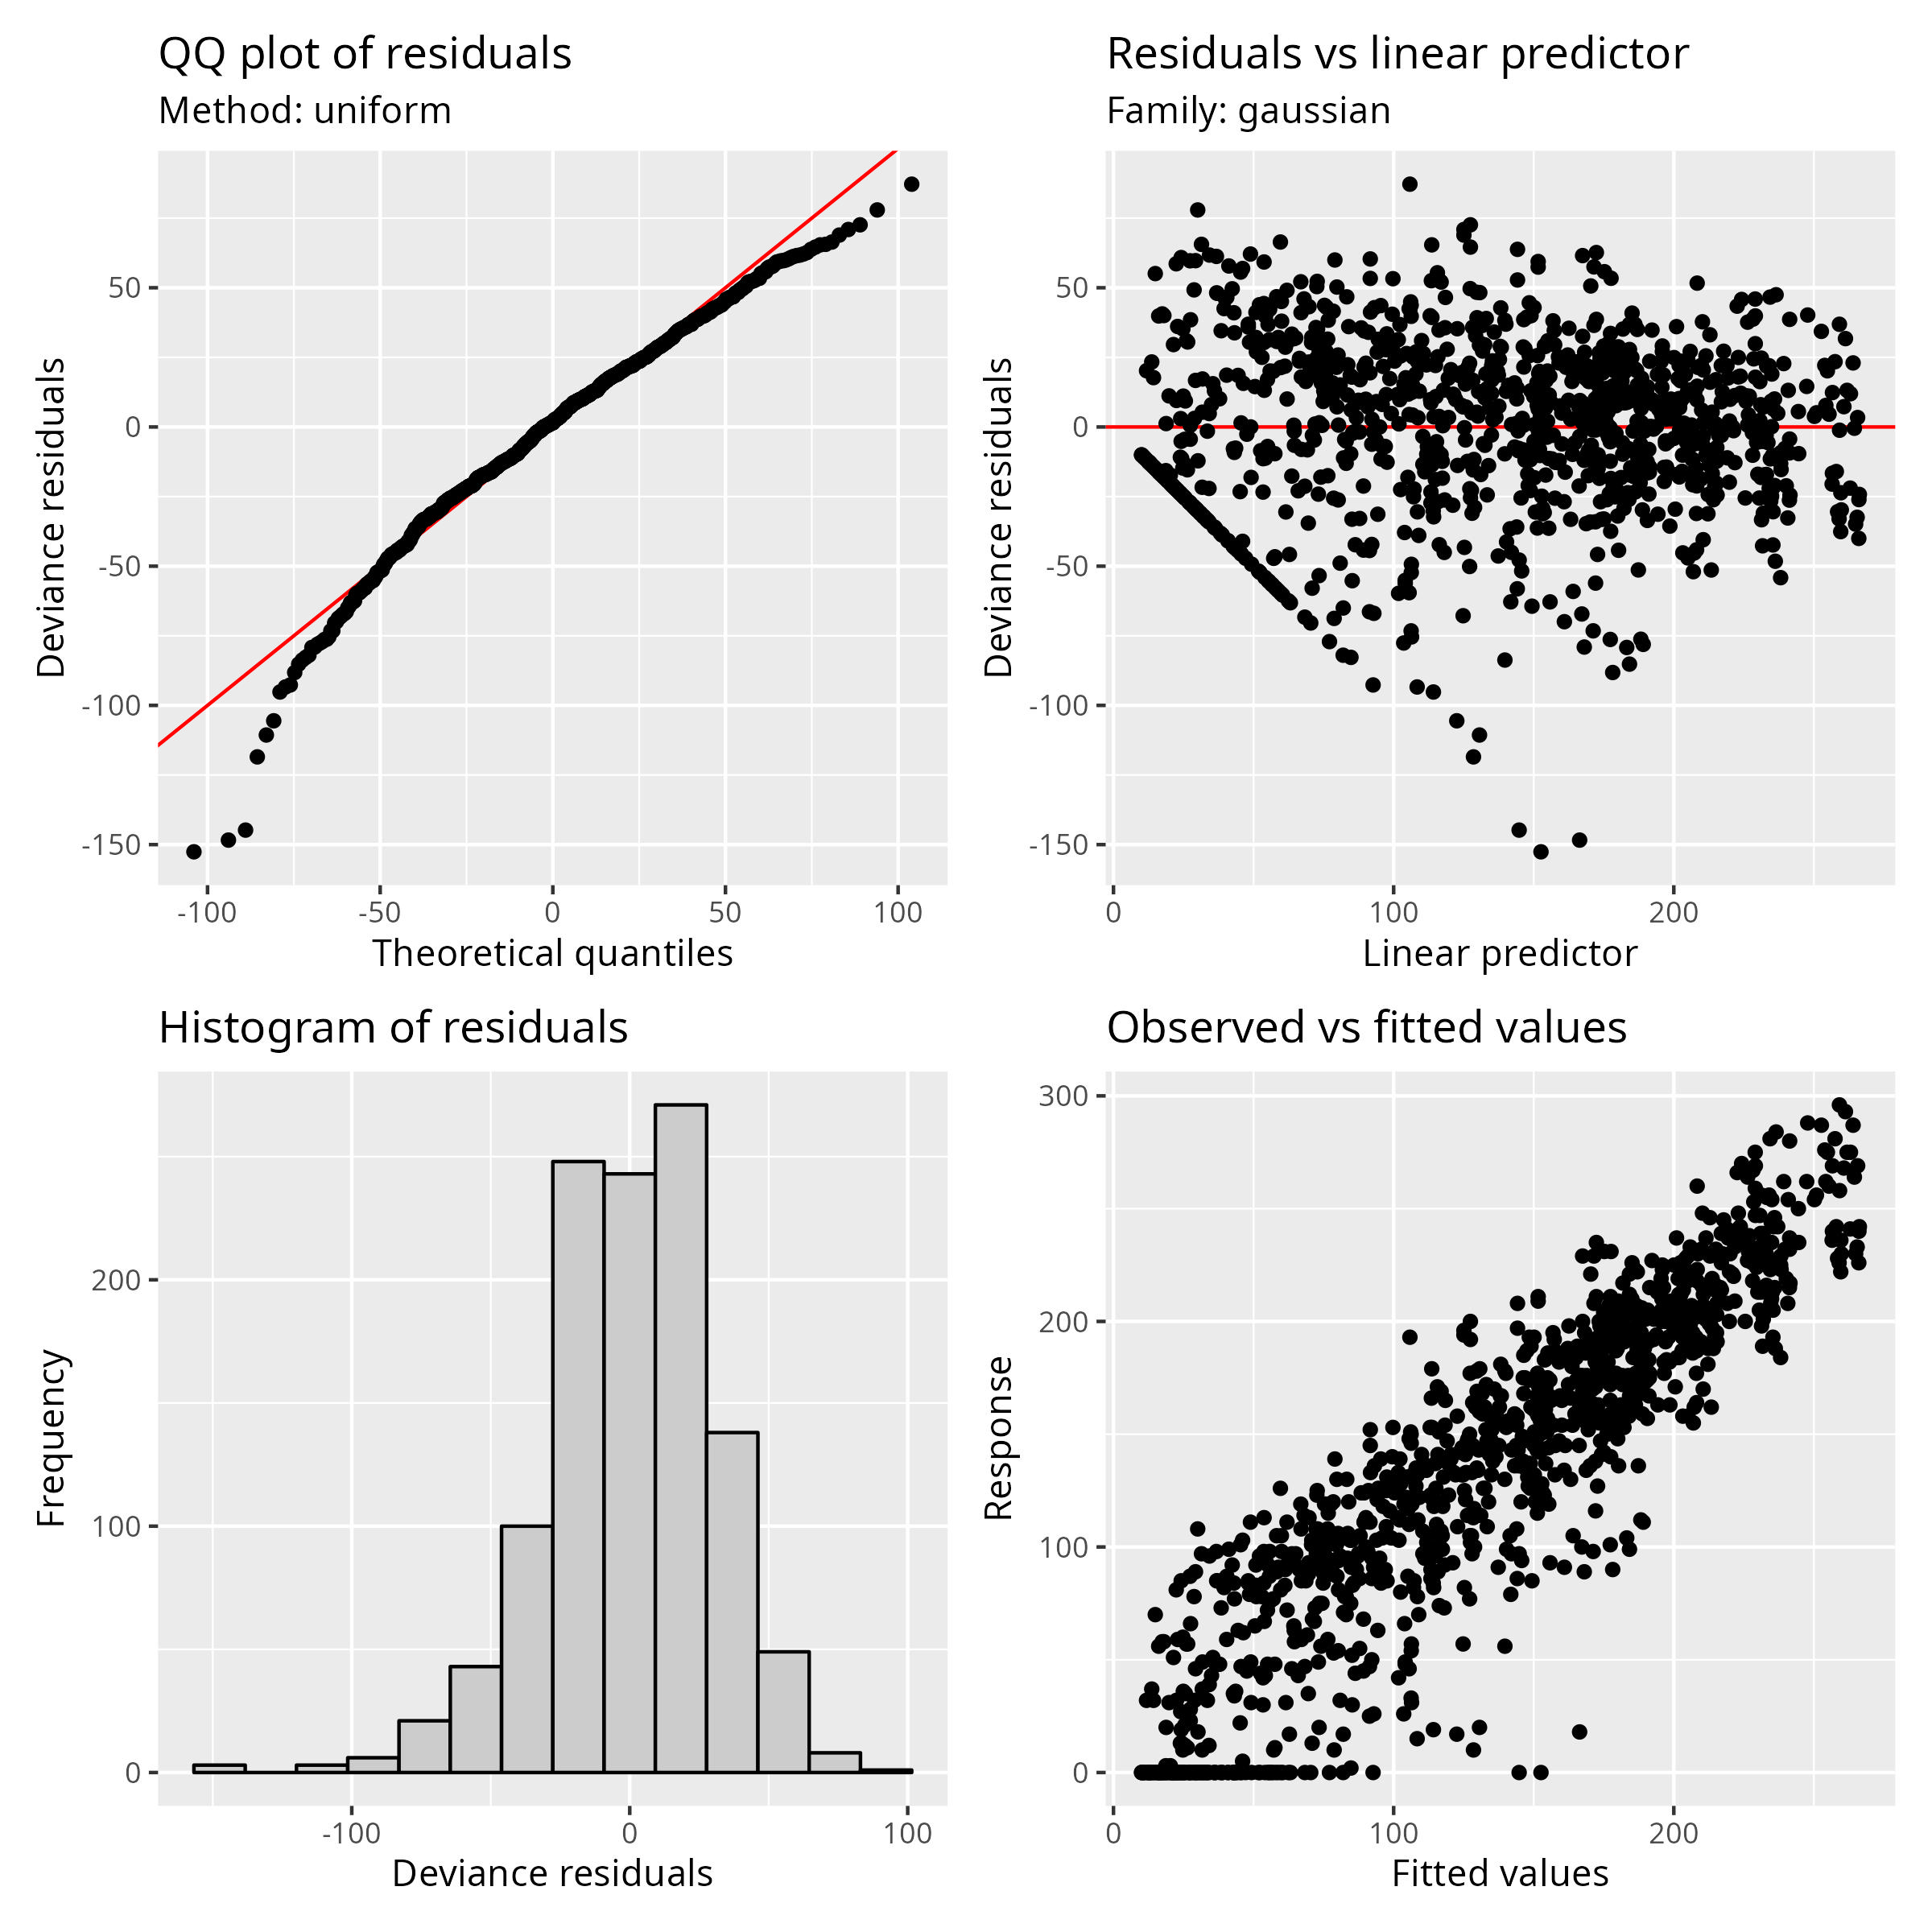 QQ plot of residuals
Method: uniform
50
0
-50
-100
-150
-100 -50 0 50 100
Deviance residuals
Theoretical quantiles
Residuals vs linear predictor
Family: gaussian
50
0
-50
-100
-150
0 100 200
Deviance residuals
Linear predictor
Histogram of residuals
200
100
0
-100 0 100
Frequency
Deviance residuals
Observed vs fitted values
300
200
100
0
0 100 200
Response
Fitted values